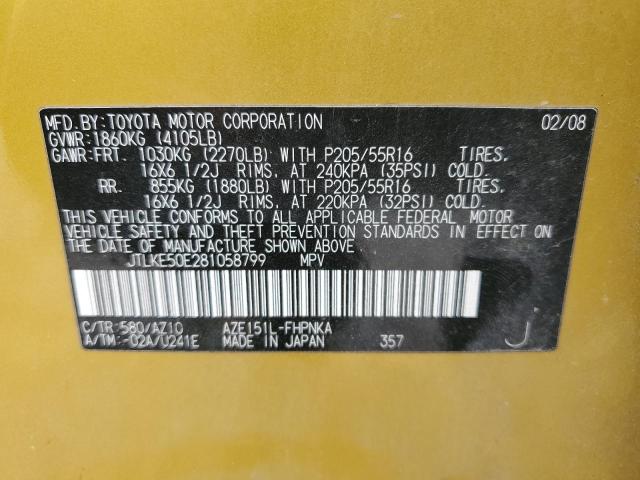 MFD.BY:TOYOTA MOTOR CORPORATION 02/08
GVWR:1860KG (4105LB)
GAWR:FRT. 1030KG (2270LB) WITH P205/55R16 TIRES.
16X6 1/2J RIMS, AT 240KPA (35PSI) COLD.
RR. 855KG (1880LB) WITH P205/55R16 TIRES.
16X6 1/2J RIMS, AT 220KPA (32PSI) COLD.
THIS VEHICLE CONFORMS TO ALL APPLICABLE FEDERAL MOTOR
VEHICLE SAFETY AND THEFT PREVENTION STANDARDS IN EFFECT ON
THE DATE OF MANUFACTURE SHOWN ABOVE.
JTLKE50E281058799 MPV
C/TR:580/AZ10 AZE151L-FHPNKA
A/TM:-02A/U241E MADE IN JAPAN 357 J